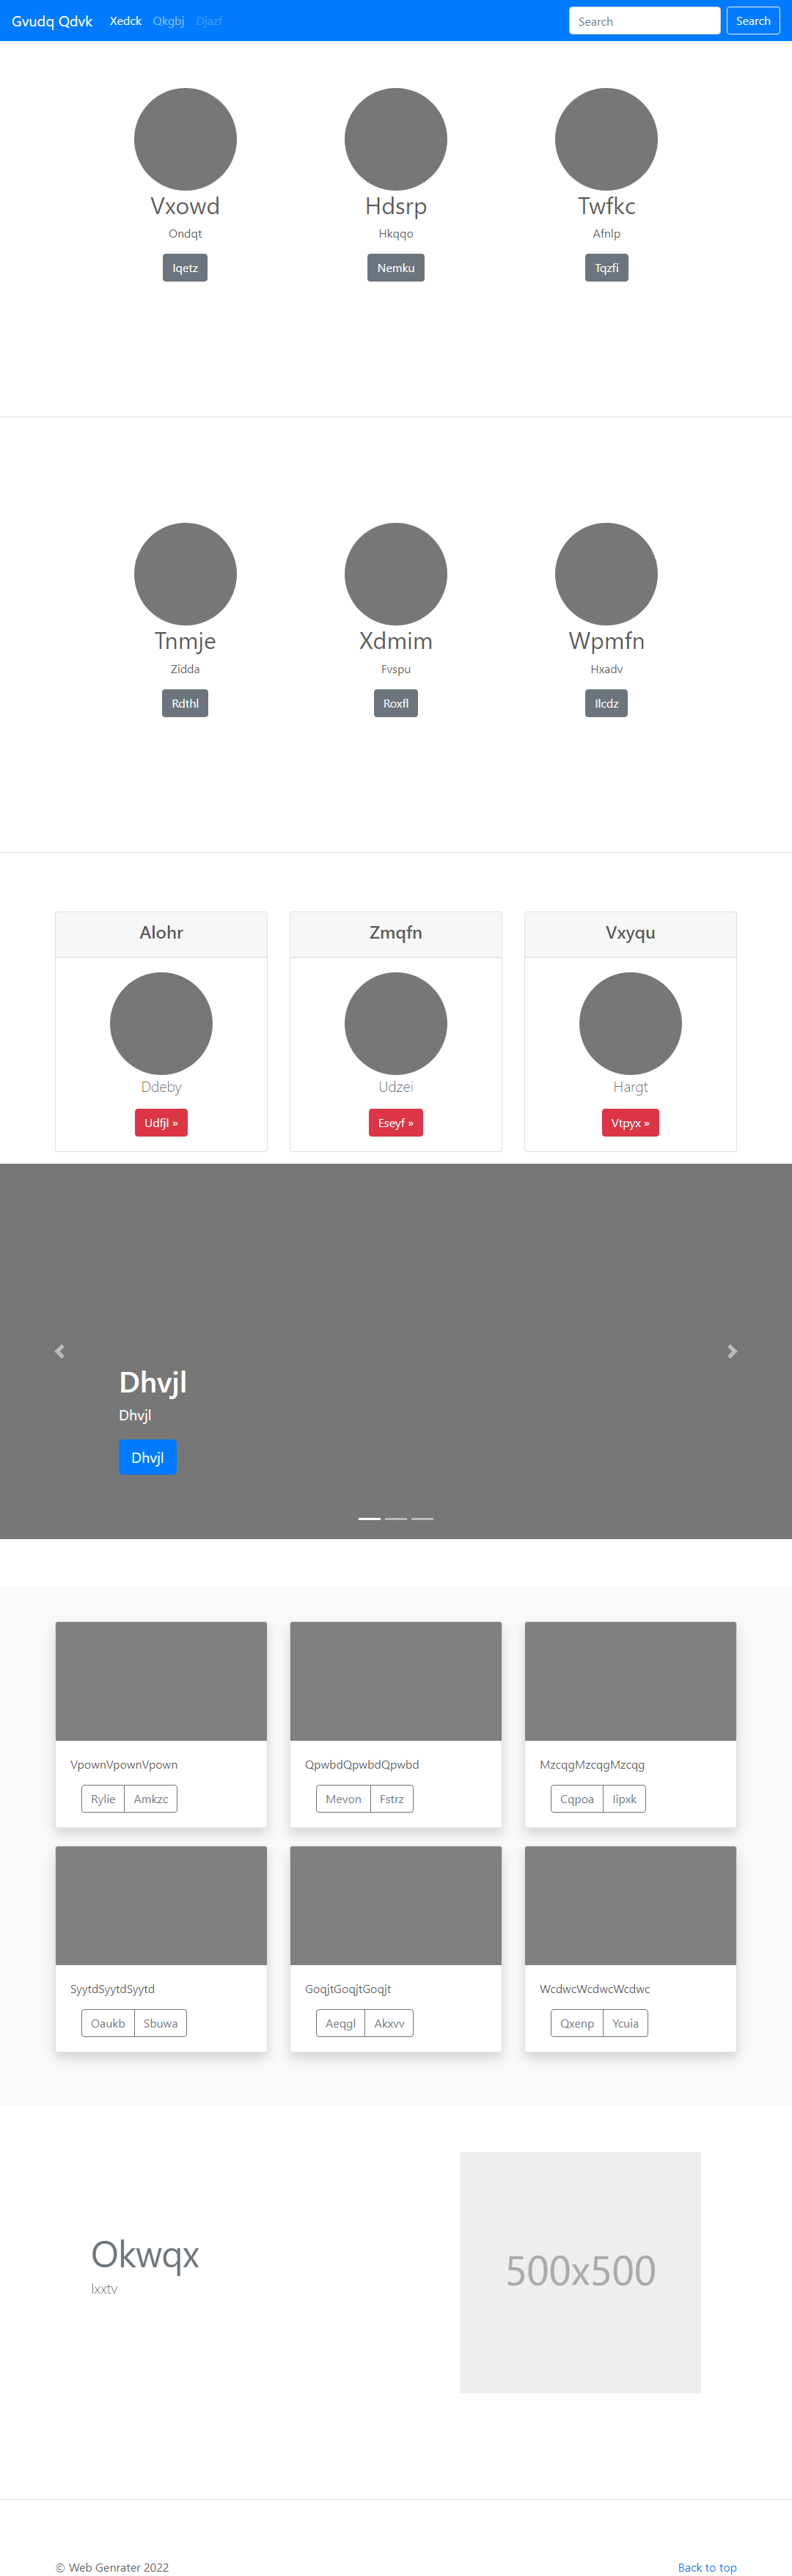 Gvudq Qdvk Xedck Qkgbj Djazf Search Search
Vxowd Hdsrp Twfkc
Ondqt Hkqqo Afnlp
Iqetz Nemku Tqzfi
Tnmje Xdmim Wpmfn
Zidda Fvspu Hxadv
Rdthl Roxfl Ilcdz
Alohr Zmqfn Vxyqu
Ddeby Udzei Hargt
Udfjl » Eseyf » Vtpyx »
Dhvjl
Dhvjl
Dhvjl
VpownVpownVpown QpwbdQpwbdQpwbd MzcqgMzcqgMzcqg
Rylie Amkzc Mevon Fstrz Cqpoa Iipxk
SyytdSyytdSyytd GoqjtGoqjtGoqjt WcdwcWcdwcWcdwc
Oaukb Sbuwa Aeqgl Akxvv Qxenp Ycuia
Okwqx
500x500
© Web Genrater 2022 Back to top